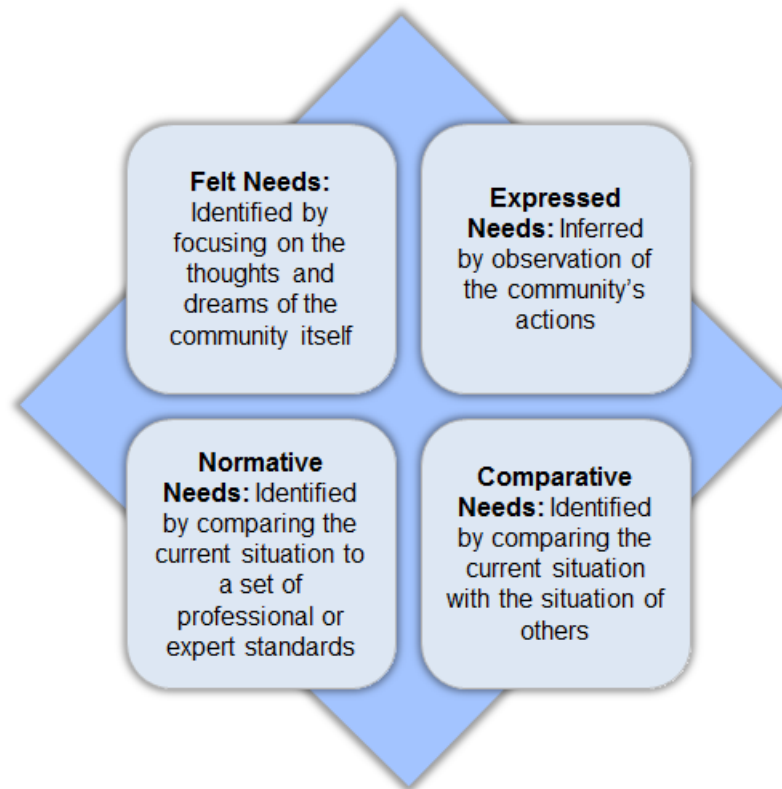 Felt Needs:
Identified by
focusing on the
thoughts and
dreams of the
community itself
Expressed
Needs: Inferred
by observation of
the community’s
actions
Normative
Needs: Identified
by comparing the
current situation to
a set of
professional or
expert standards
Comparative
Needs: Identified
by comparing the
current situation
with the situation of
others